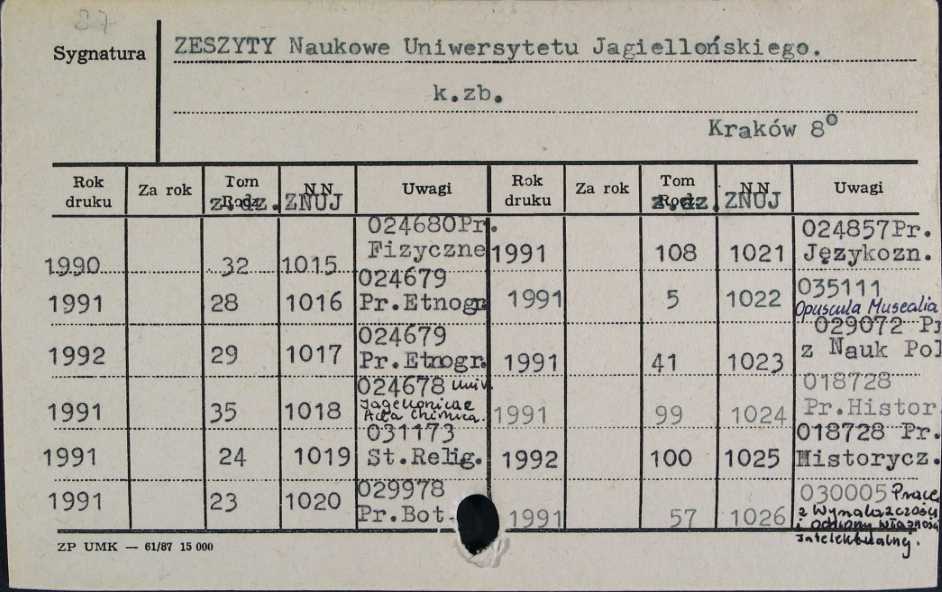 87
Sygnatura
ZESZYTY Naukowe Uniwersytetu Jagiellońskiego.
k.zb.
Kraków 8°
Rok druku Za rok Tom Rodz. z.dz. N.N ZNUJ Uwagi Rok druku Za rok Tom Rodz. z.dz. N.N ZNUJ Uwagi
1990 32 1015 024680Pr. Fizyczne 1991 108 1021 024857Pr. Językozn.
1991 28 1016 024679 Pr.Etnogr. 1991 5 1022 035111 Opuscula Musealia
1992 29 1017 024679 Pr.Etnogr. 1991 41 1023 029072 Pr z Nauk Pol
1991 35 1018 024678 Univ. Jagellonicae Acta Chimica. 1991 99 1024 018728 Pr.Histor.
1991 24 1019 031173 St.Relig. 1992 100 1025 018728 Pr. Historycz.
1991 23 1020 029978 Pr.Bot. 1991 57 1026 030005 Prace z Wynalazczości i Ochrony Własności intelektualnej.
ZP UMK — 61/87 15 000